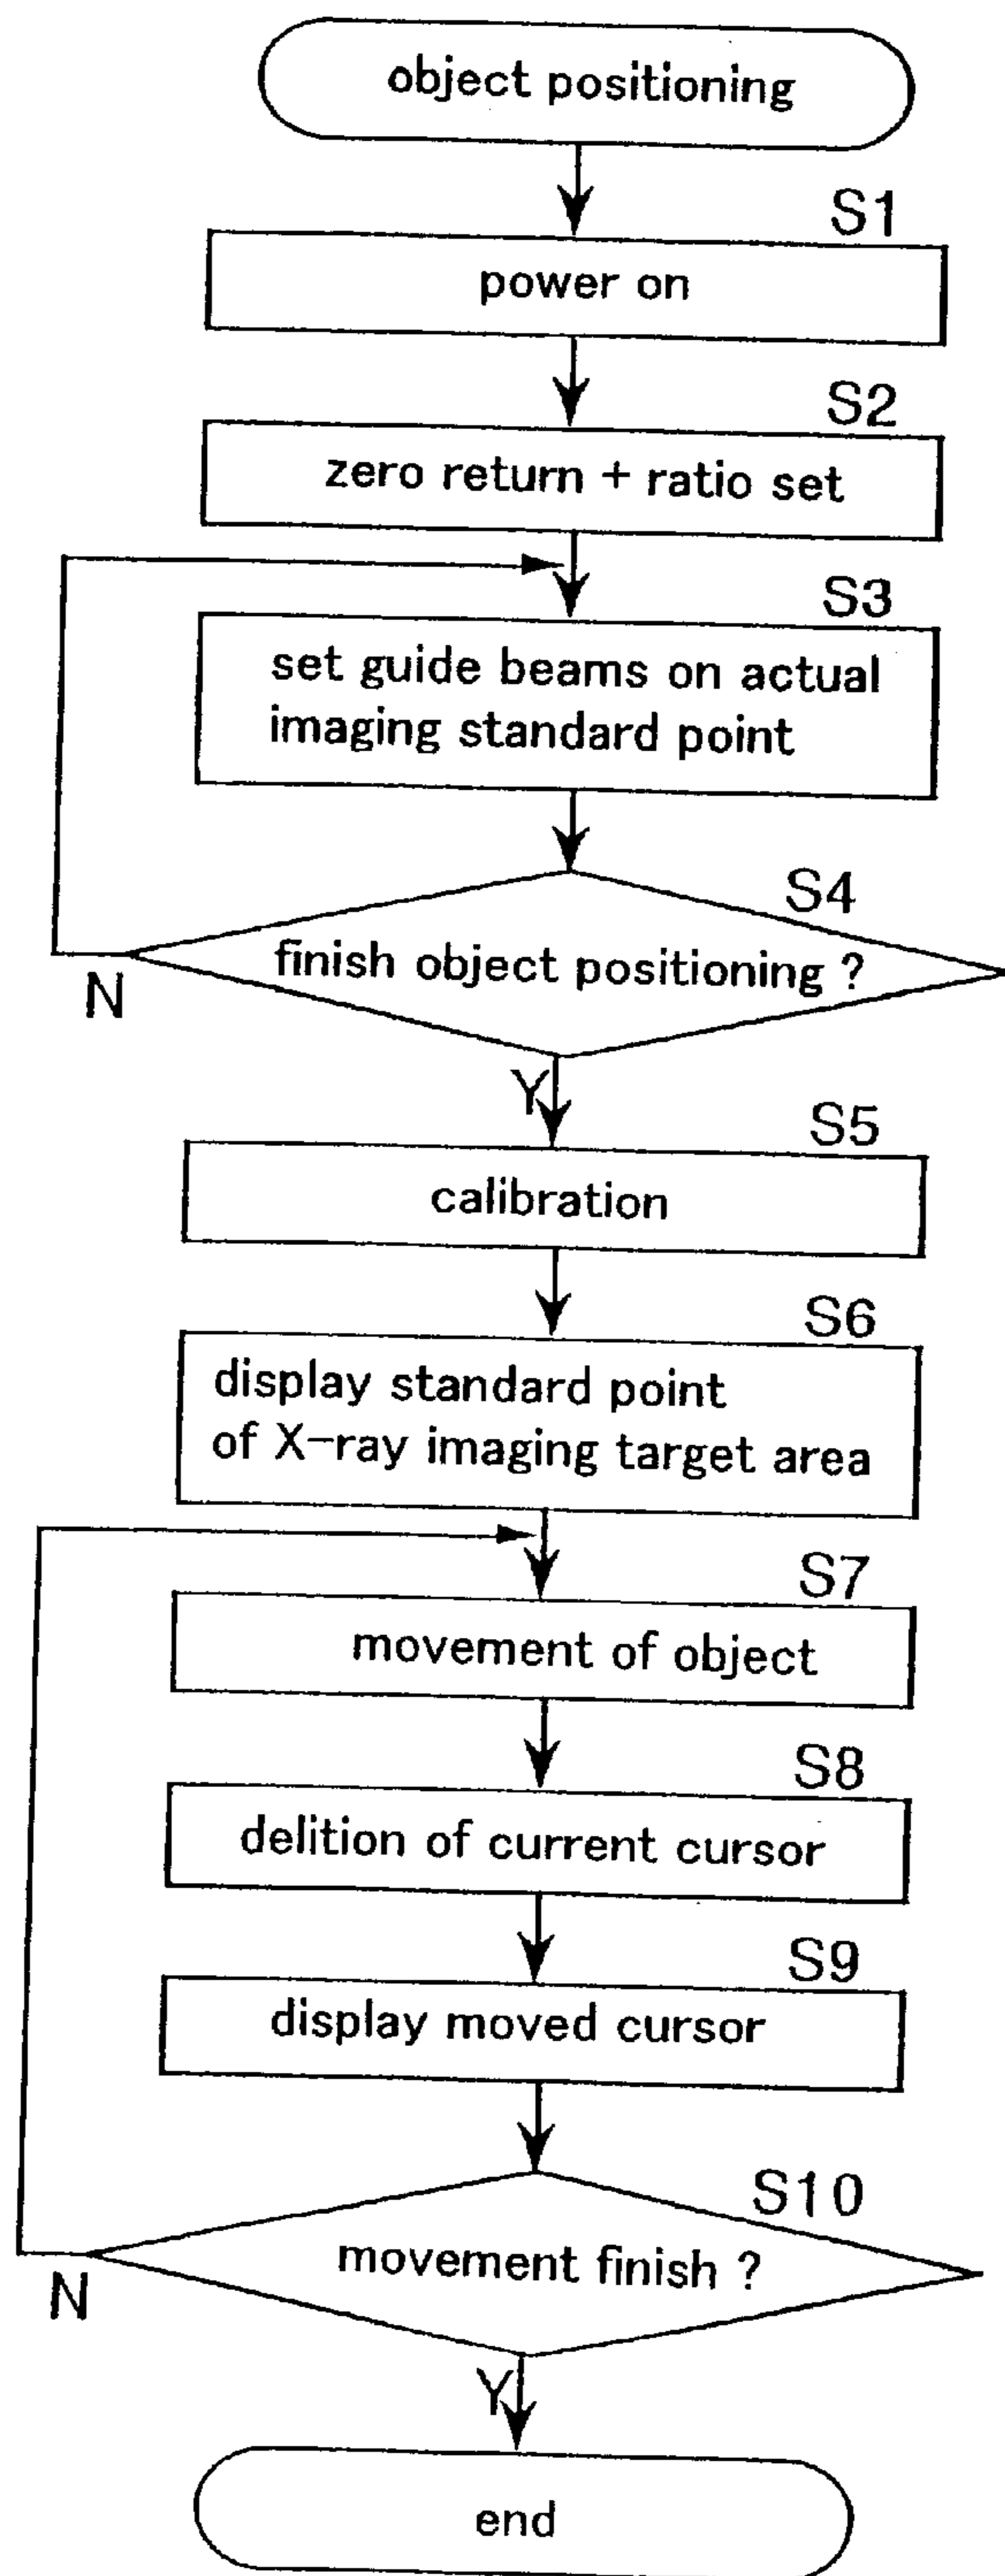 object positioning
S1
power on
S2
zero return + ratio set
S3
set guide beams on actual
imaging standard point
S4
finish object positioning ?
N
Y
S5
calibration
S6
display standard point
of X-ray imaging target area
S7
movement of object
S8
delition of current cursor
S9
display moved cursor
S10
movement finish ?
N
Y
end